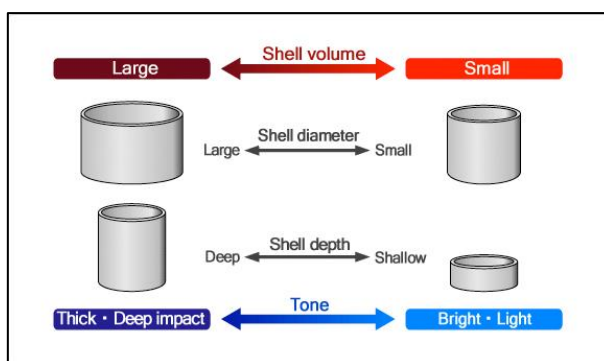 Shell volume
Large
Small
Shell diameter
Large
Small
Shell depth
Deep
Shallow
Tone
Thick・Deep impact
Bright・Light